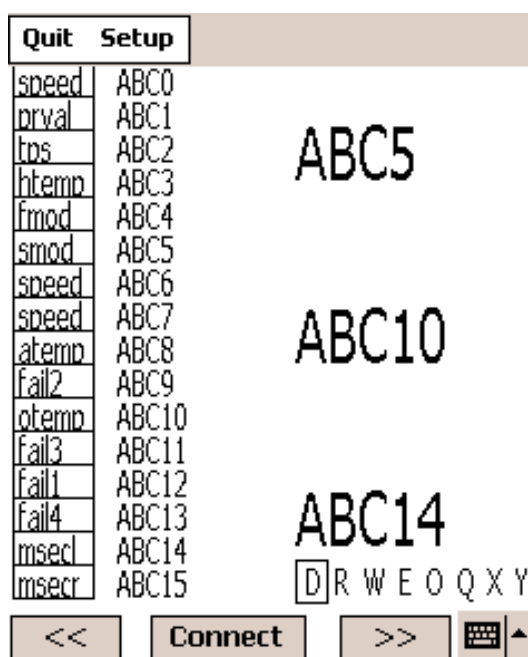 Quit Setup
speed ABC0
prval ABC1
tps ABC2
htemp ABC3
fmod ABC4
smod ABC5
speed ABC6
speed ABC7
atemp ABC8
fail2 ABC9
otemp ABC10
fail3 ABC11
fail1 ABC12
fail4 ABC13
msecl ABC14
msecr ABC15
ABC5
ABC10
ABC14
D R W E O Q X Y
<< Connect >>